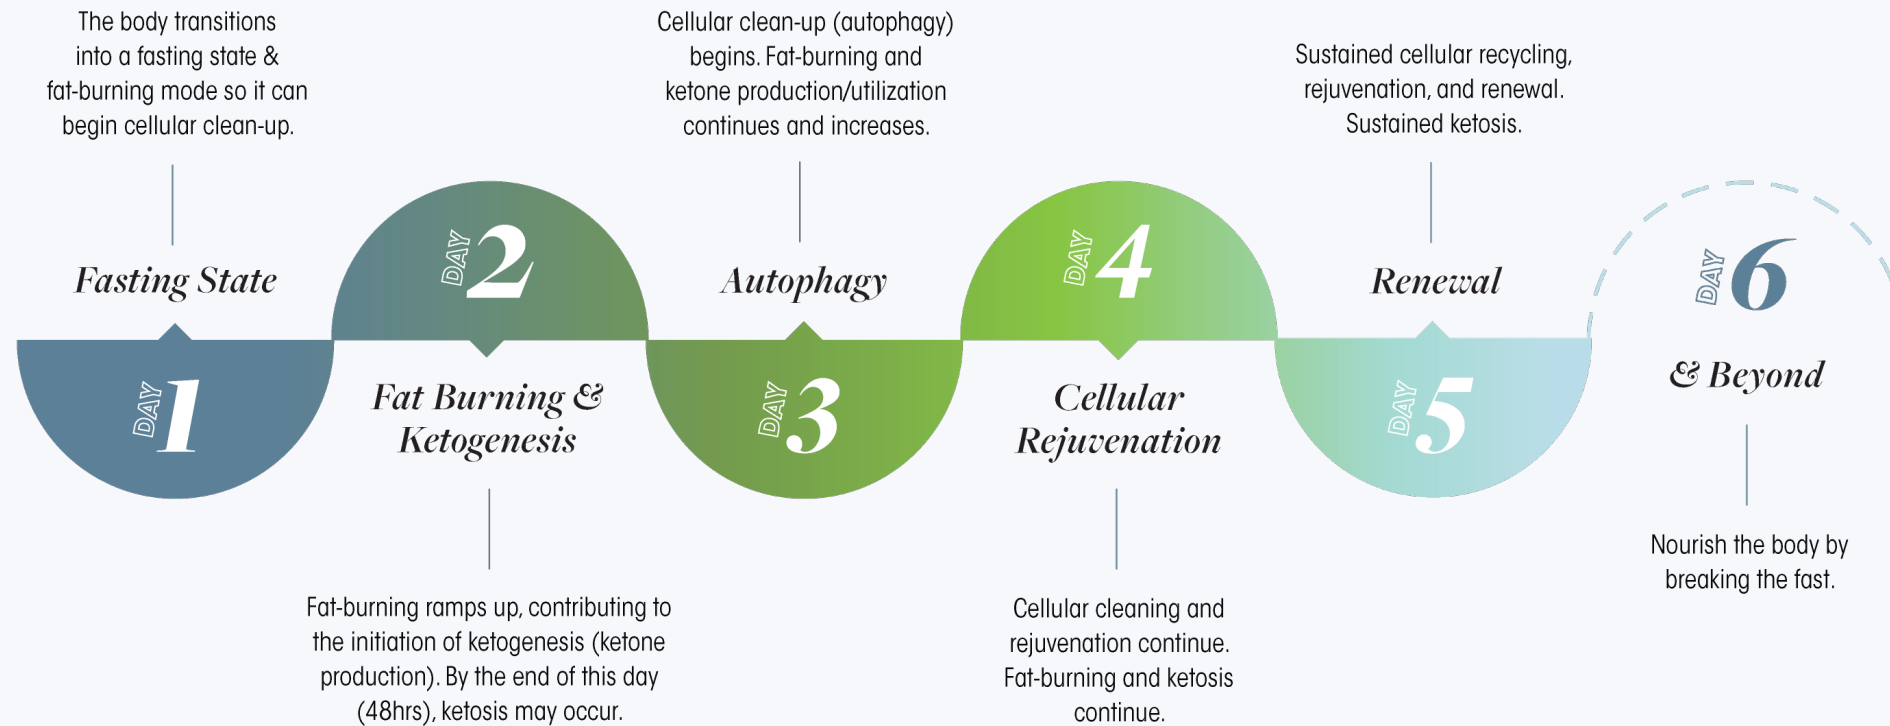 The body transitions
into a fasting state &
fat-burning mode so it can
begin cellular clean-up.
Fasting State
DAY 1
DAY 2
Fat Burning &
Ketogenesis
Fat-burning ramps up, contributing to
the initiation of ketogenesis (ketone
production). By the end of this day
(48hrs), ketosis may occur.
Cellular clean-up (autophagy)
begins. Fat-burning and
ketone production/utilization
continues and increases.
Autophagy
DAY 3
DAY 4
Cellular
Rejuvenation
Cellular cleaning and
rejuvenation continue.
Fat-burning and ketosis
continue.
Sustained cellular recycling,
rejuvenation, and renewal.
Sustained ketosis.
Renewal
DAY 5
DAY 6
& Beyond
Nourish the body by
breaking the fast.